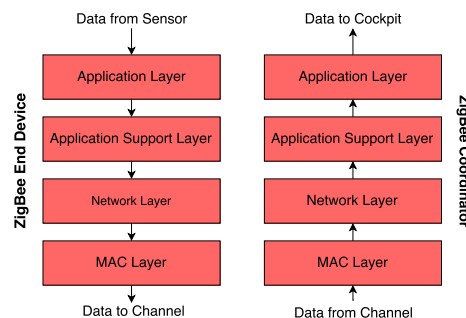 Data from Sensor
Application Layer
Application Support Layer
Network Layer
MAC Layer
Data to Channel
ZigBee End Device
Data to Cockpit
Application Layer
Application Support Layer
Network Layer
MAC Layer
Data from Channel
ZigBee Coordinator